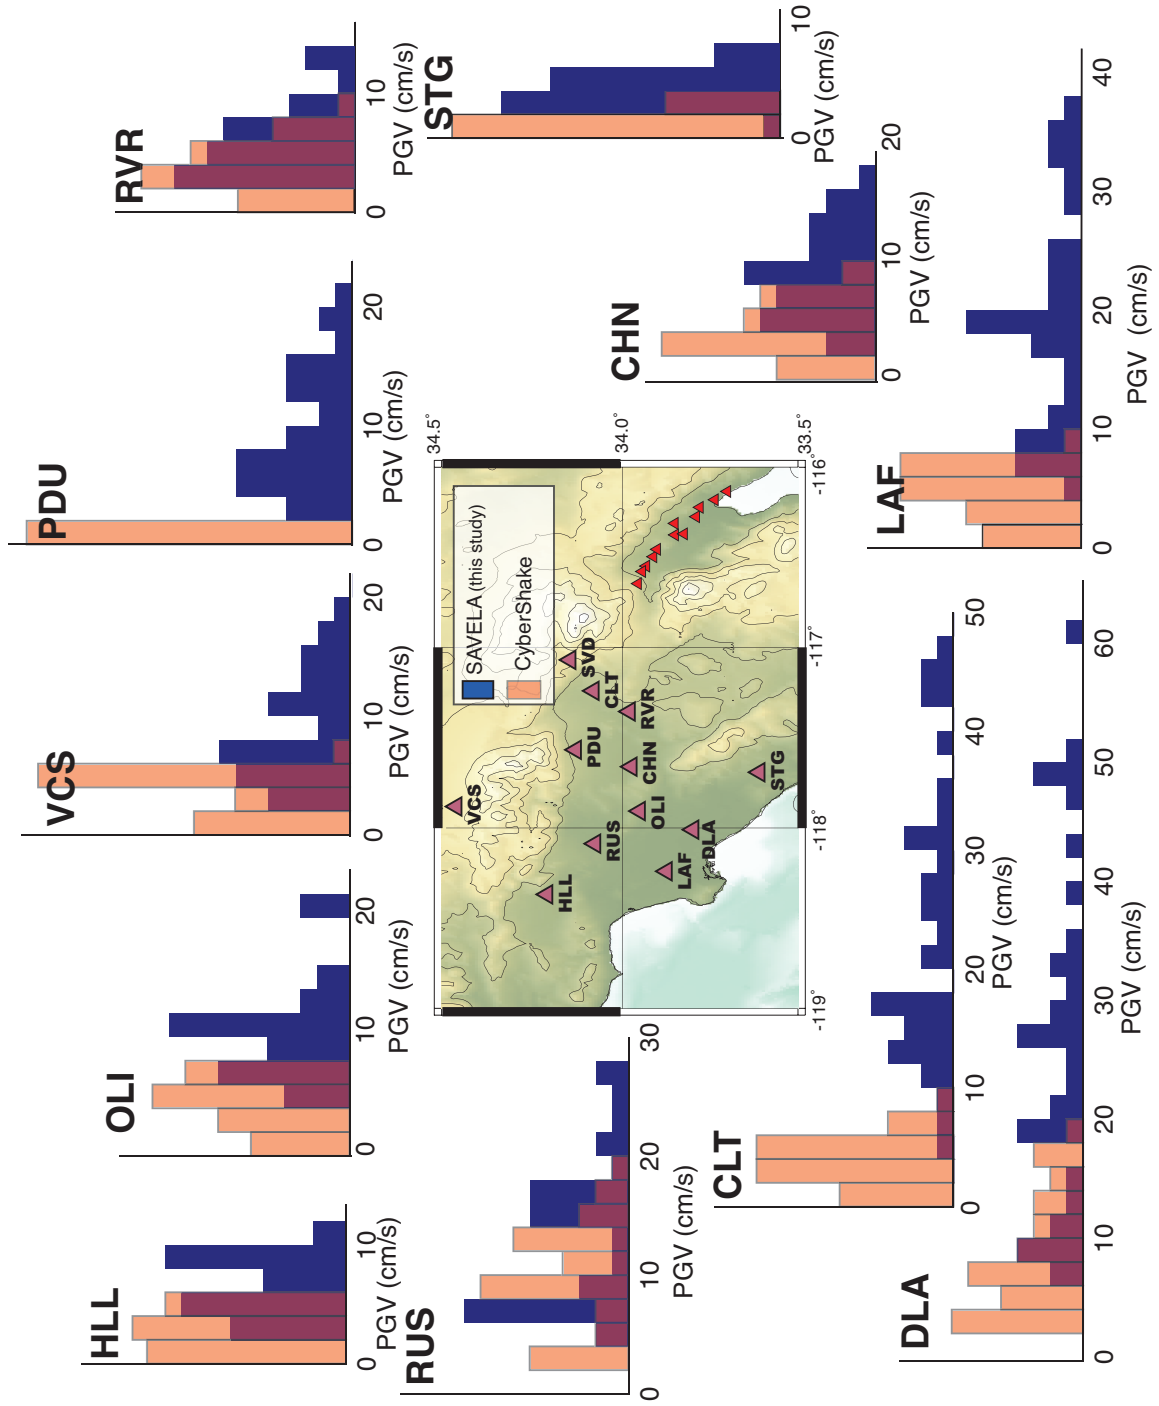 HLL
0
10
PGV (cm/s)
OLI
0
10
20
PGV (cm/s)
VCS
0
10
20
PGV (cm/s)
PDU
0
10
20
PGV (cm/s)
RVR
0
10
PGV (cm/s)
STG
0
10
PGV (cm/s)
RUS
0
10
20
30
PGV (cm/s)
CHN
0
10
20
PGV (cm/s)
SAVELA (this study)
CyberShake
VCS
HLL
RUS
PDU
SVD
CLT
RVR
CHN
OLI
LAF
DLA
STG
34.5°
34.0°
33.5°
-119°
-118°
-117°
-116°
CLT
0
10
20
30
40
50
PGV (cm/s)
LAF
0
10
20
30
40
PGV (cm/s)
DLA
0
10
20
30
40
50
60
PGV (cm/s)